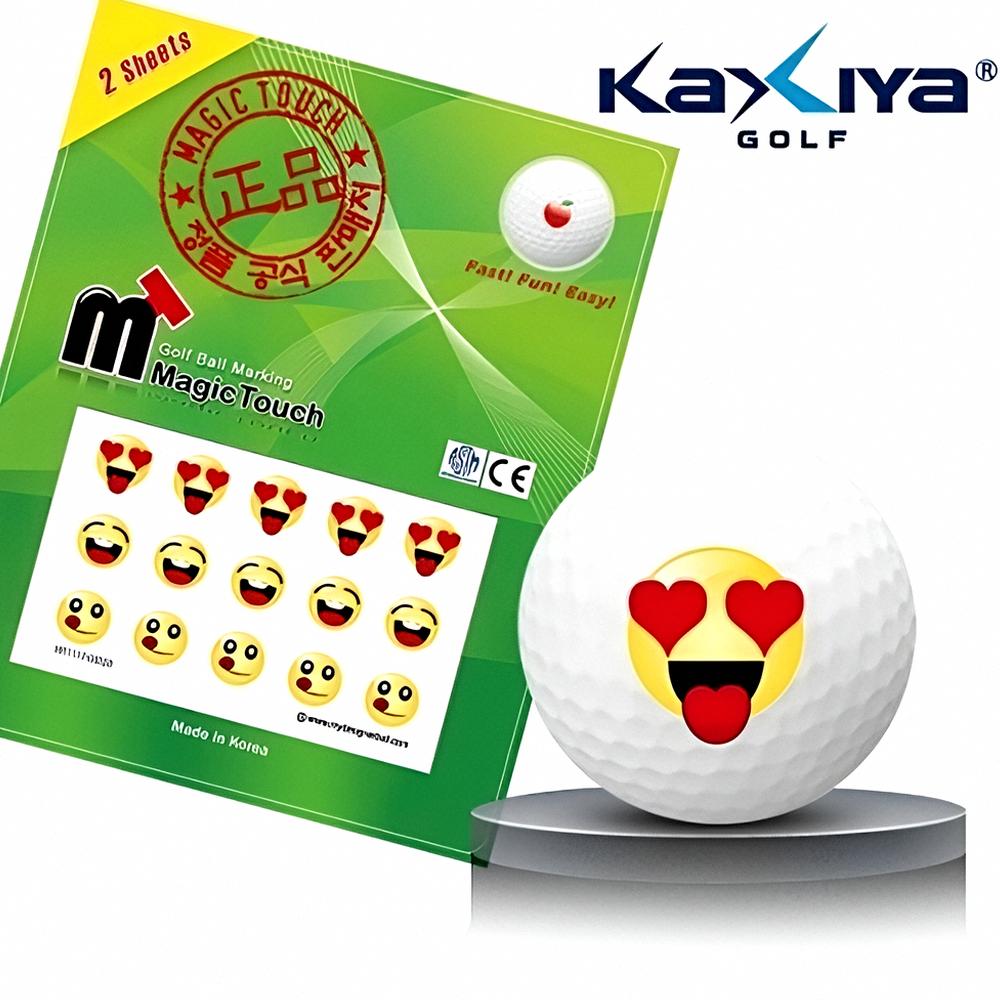 2 Sheets
MAGIC TOUCH
正品
정품 공식 판매처
Fast! Fun! Easy!
Golf Ball Marking
MagicTouch
ASTM
CE
Made in Korea
KaXIYa®
GOLF